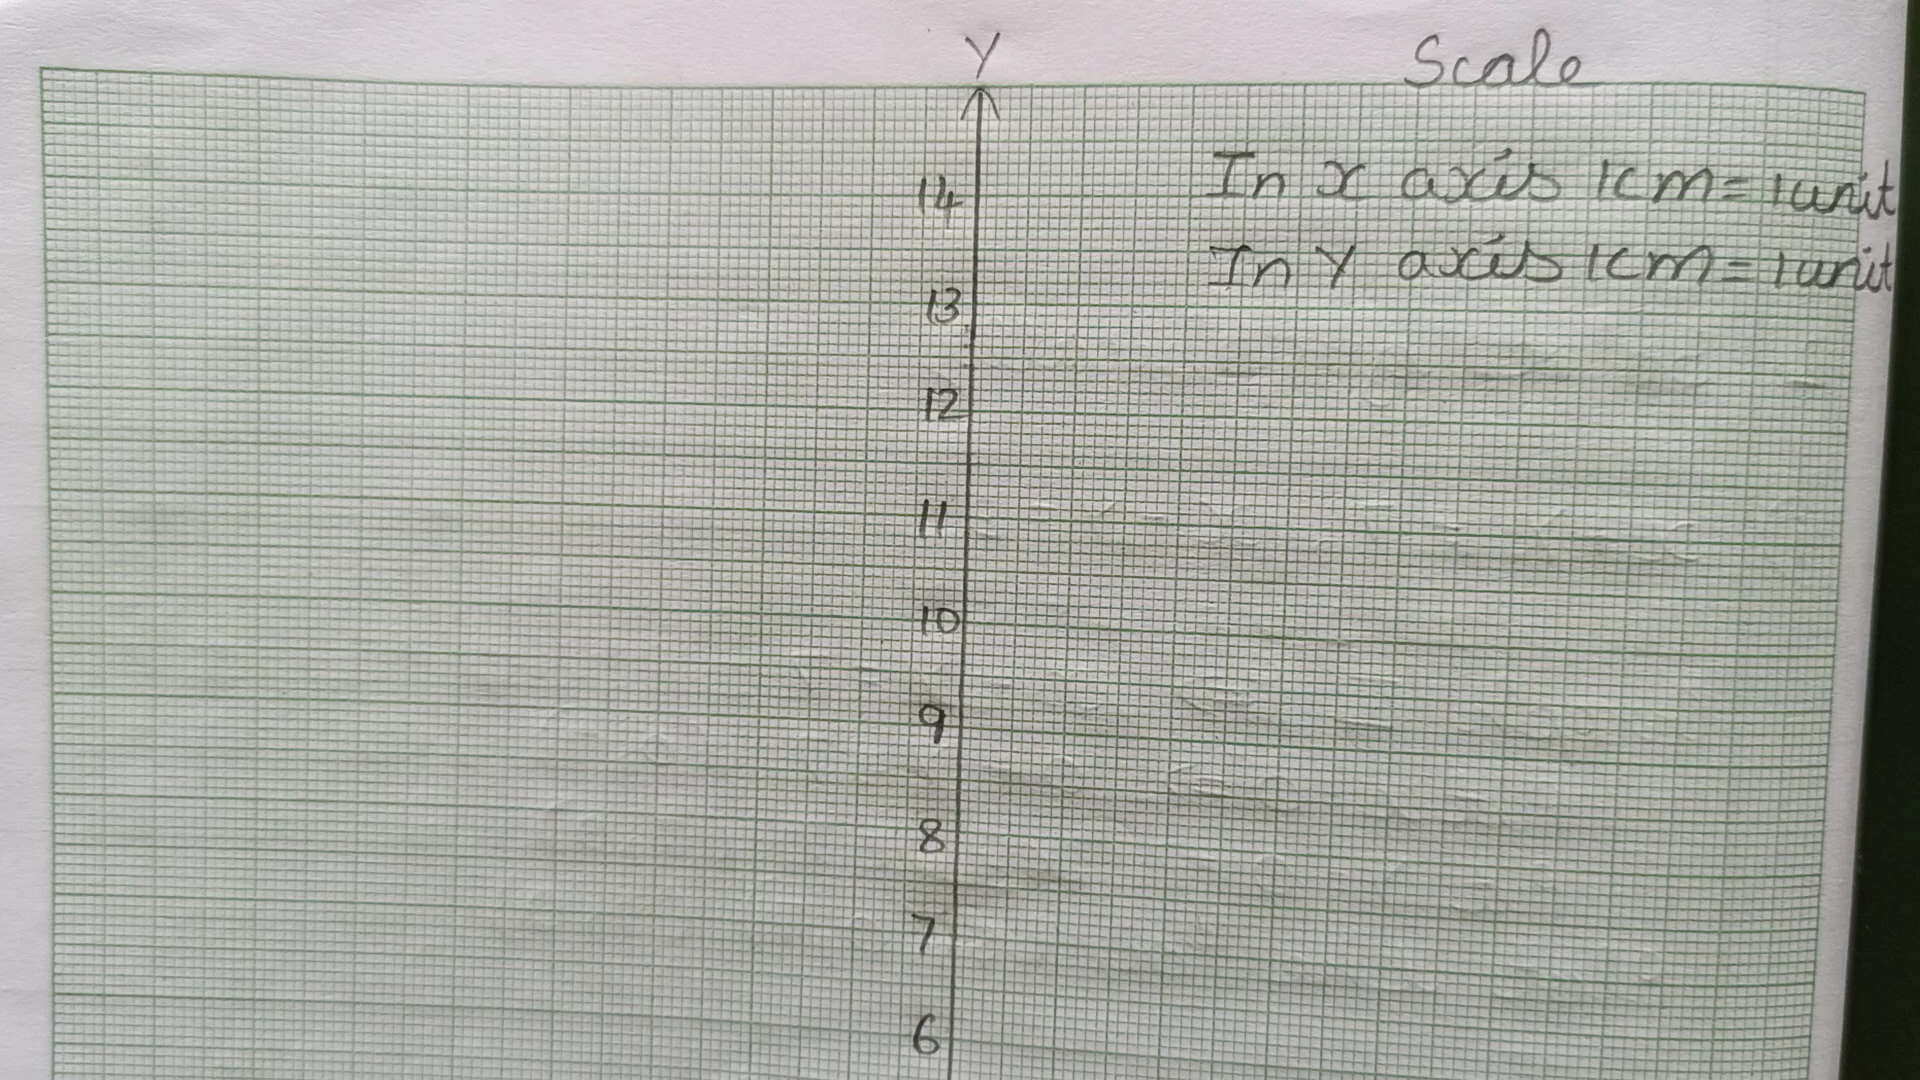 Y
Scale
In x axis 1cm = 1unit
In Y axis 1cm = 1unit
14
13
12
11
10
9
8
7
6